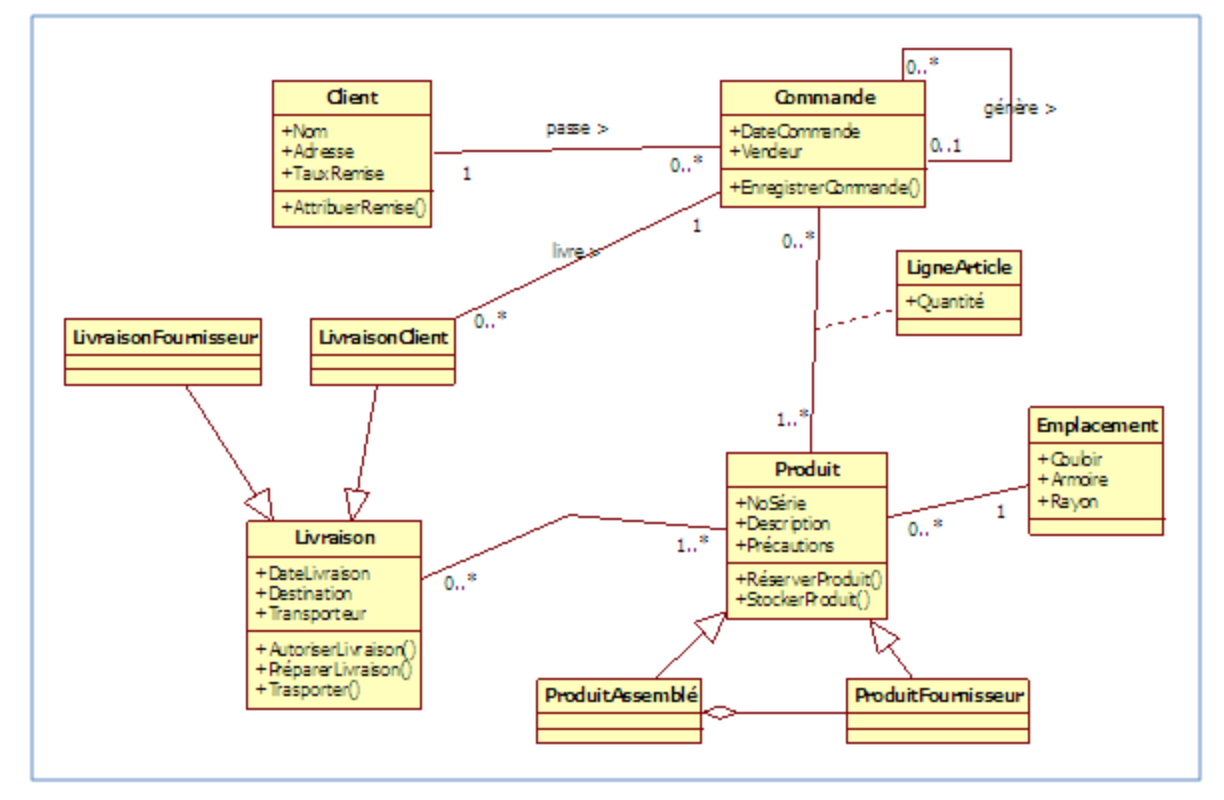 Client
+Nom
+Adresse
+TauxRemise
+AttribuerRemise()
passe >
1
0..*
Commande
+DateCommande
+Vendeur
+EnregistrerCommande()
0..*
génère >
0..1
livre >
1
0..*
0..*
LigneArticle
+Quantité
LivraisonFournisseur
LivraisonClient
1..*
Emplacement
+Couloir
+Armoire
+Rayon
Produit
+NoSérie
+Description
+Précautions
+RéserverProduit()
+StockerProduit()
0..*
1
1..*
0..*
Livraison
+DateLivraison
+Destination
+Transporteur
+AutoriserLivraison()
+PréparerLivraison()
+Trasporter()
ProduitAssemblé
ProduitFournisseur